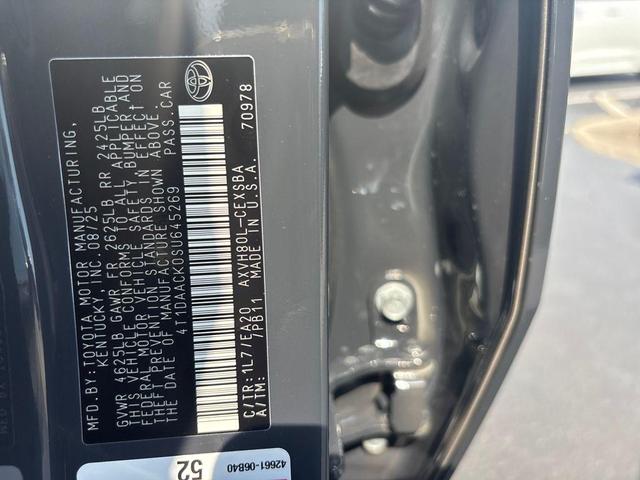 MFD.BY:TOYOTA MOTOR MANUFACTURING,
KENTUCKY, INC. 08/25
GVWR 4625LB GAWR FR 2625LB RR 2425LB
THIS VEHICLE CONFORMS TO ALL APPLICABLE
FEDERAL MOTOR VEHICLE SAFETY, BUMPER, AND
THEFT PREVENTION STANDARDS IN EFFECT ON
THE DATE OF MANUFACTURE SHOWN ABOVE.
4T1DAACK0SU645269 PASS.CAR
C/TR:1L7/EA20 AXVH80L-CEXSBA
A/TM: /PB11 MADE IN U.S.A. 70978
42661-06B40
52